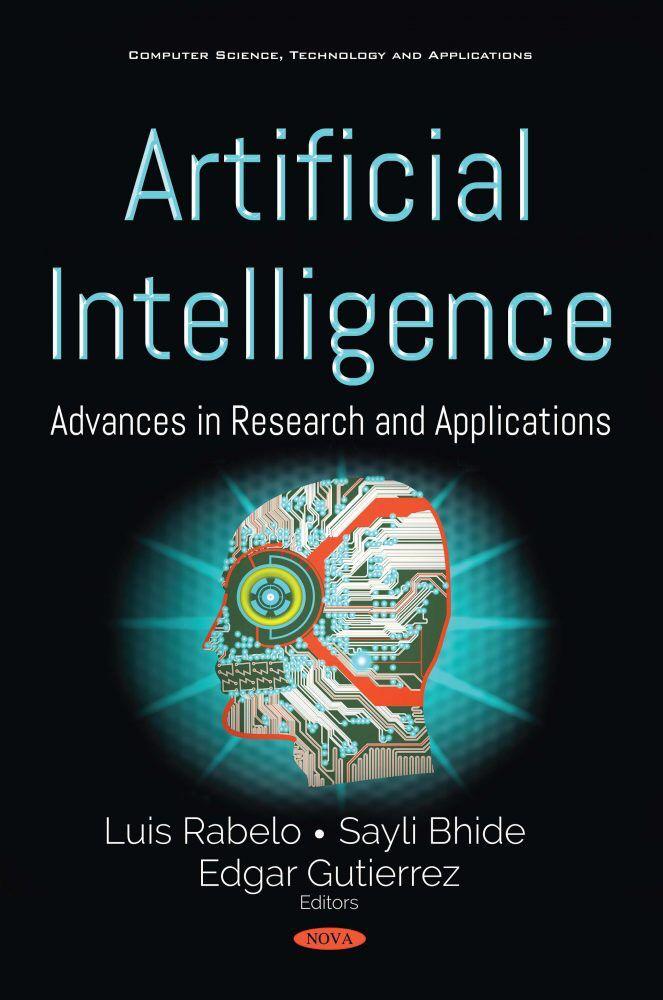 Computer Science, Technology and Applications
Artificial
Intelligence
Advances in Research and Applications
Luis Rabelo • Sayli Bhide
Edgar Gutierrez
Editors
NOVA